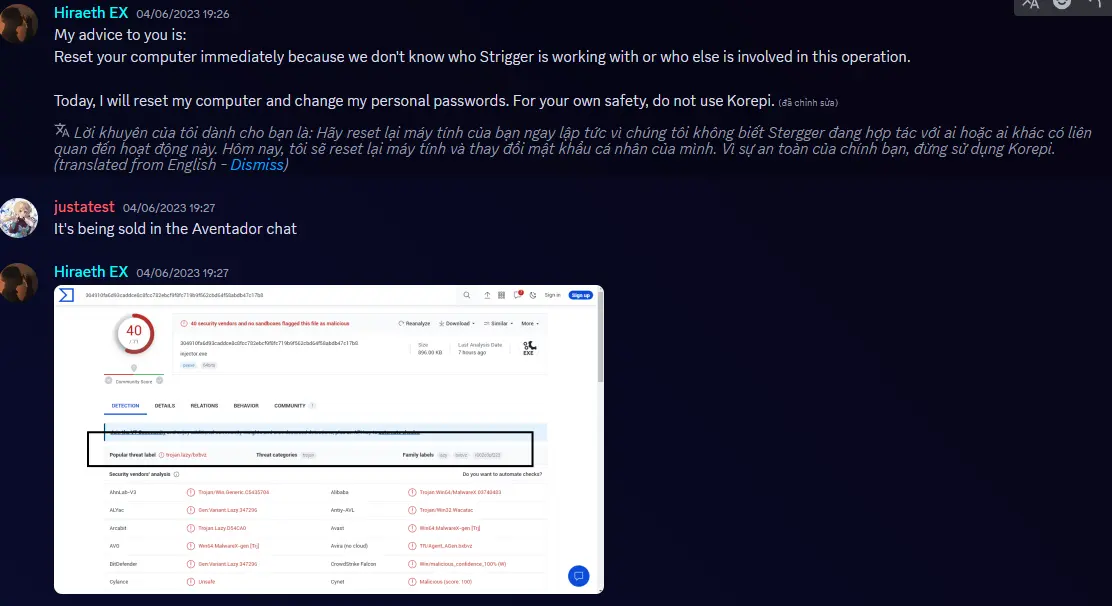 Hiraeth EX 04/06/2023 19:26
My advice to you is:
Reset your computer immediately because we don't know who Strigger is working with or who else is involved in this operation.
Today, I will reset my computer and change my personal passwords. For your own safety, do not use Korepi. (đã chỉnh sửa)
Lời khuyên của tôi dành cho bạn là: Hãy reset lại máy tính của bạn ngay lập tức vì chúng tôi không biết Stergger đang hợp tác với ai hoặc ai khác có liên
quan đến hoạt động này. Hôm nay, tôi sẽ reset lại máy tính và thay đổi mật khẩu cá nhân của mình. Vì sự an toàn của chính bạn, đừng sử dụng Korepi.
(translated from English - Dismiss)
justatest 04/06/2023 19:27
It's being sold in the Aventador chat
Hiraeth EX 04/06/2023 19:27
Sign in Sign up
40 security vendors and no sandboxes flagged this file as malicious
Reanalyze Download Similar More
40
/ 71
injector.exe
Size
896.00 KB
Last Analysis Date
7 hours ago
EXE
Community Score
DETECTION DETAILS RELATIONS BEHAVIOR COMMUNITY 1
Popular threat label trojan.lazy/bxbvz Threat categories trojan Family labels lazy bxbvz
Security vendors' analysis Do you want to automate checks?
AhnLab-V3 Trojan/Win.Generic.C5435706 Alibaba
ALYac Gen:Variant.Lazy.347296 Antiy-AVL Trojan/Win32.Wacatac
Arcabit Trojan.Lazy.D54CA0 Avast Win64:MalwareX-gen [Trj]
AVG Win64:MalwareX-gen [Trj] Avira (no cloud) TR/Agent_AGen.bxbvz
BitDefender Gen:Variant.Lazy.347296 CrowdStrike Falcon Win/malicious_confidence_100% (W)
Cylance Unsafe Cynet Malicious (score: 100)